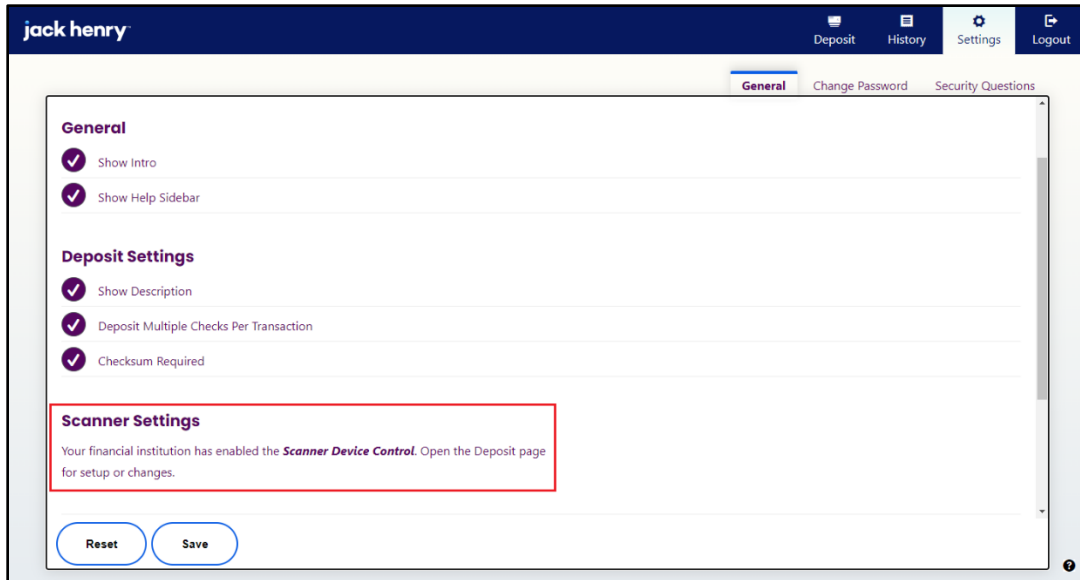 jack henry
Deposit
History
Settings
Logout
General
Change Password
Security Questions
General
Show Intro
Show Help Sidebar
Deposit Settings
Show Description
Deposit Multiple Checks Per Transaction
Checksum Required
Scanner Settings
Your financial institution has enabled the Scanner Device Control. Open the Deposit page
for setup or changes.
Reset
Save